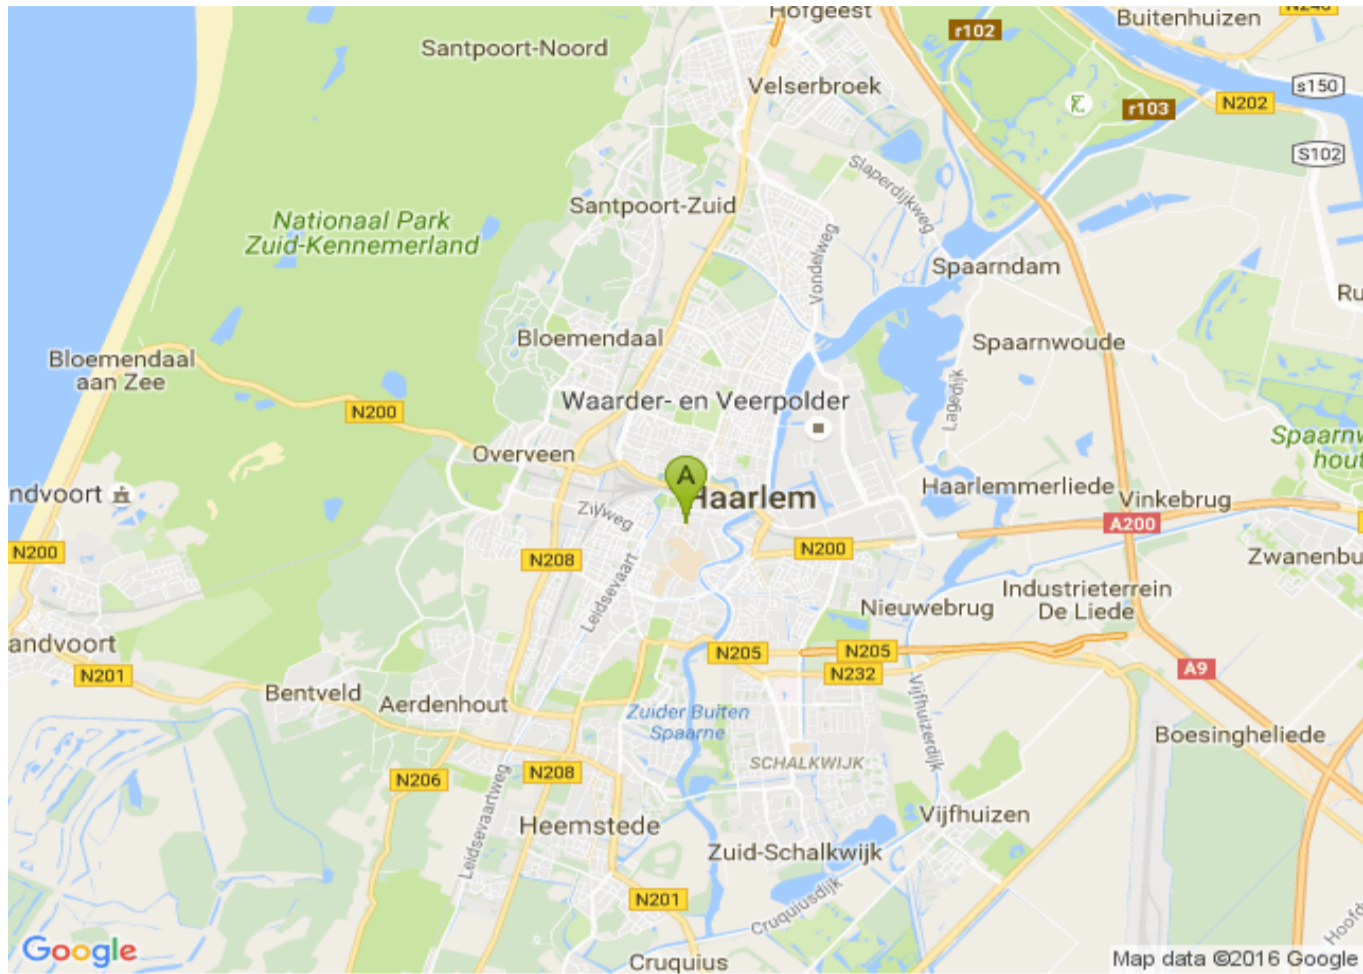 Hofgeest
N246
Buitenhuizen
r102
Santpoort-Noord
Velserbroek
s150
N202
r103
S102
Slaperdijkweg
Santpoort-Zuid
Nationaal Park
Zuid-Kennemerland
Vondelweg
Spaarndam
Ru
Bloemendaal
Spaarnwoude
Bloemendaal
aan Zee
Lagedijk
Waarder- en Veerpolder
N200
Spaarnw
hout
Overveen
A
Haarlem
Haarlemmerliede
Vinkebrug
ndvoort
Zijlweg
A200
N200
N208
N200
Zwanenbu
Leidsevaart
Industrieterrein
De Liede
Nieuwebrug
andvoort
N205
N205
N201
N232
A9
Bentveld
Aerdenhout
Vijfhuizerdijk
Zuider Buiten
Spaarne
Boesingheliede
SCHALKWIJK
N206
N208
Leidsevaartweg
Vijfhuizen
Heemstede
Zuid-Schalkwijk
N201
Cruquiusdijk
Hoofd
Google
Cruquius
Map data ©2016 Google